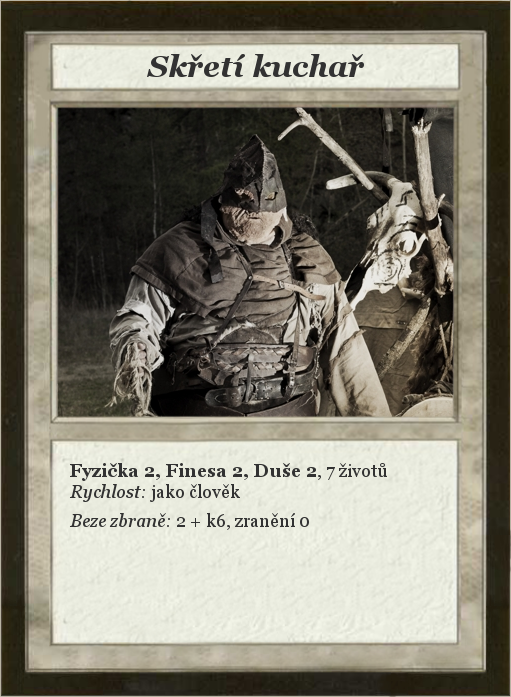 Skřetí kuchař
Fyzička 2, Finesa 2, Duše 2, 7 životů
Rychlost: jako člověk
Beze zbraně: 2 + k6, zranění 0